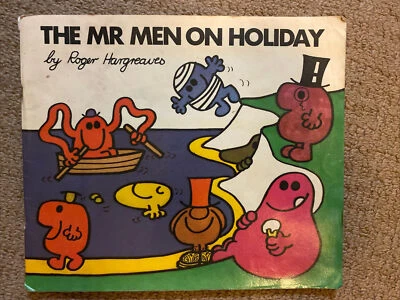 THE MR MEN ON HOLIDAY
by Roger Hargreaves